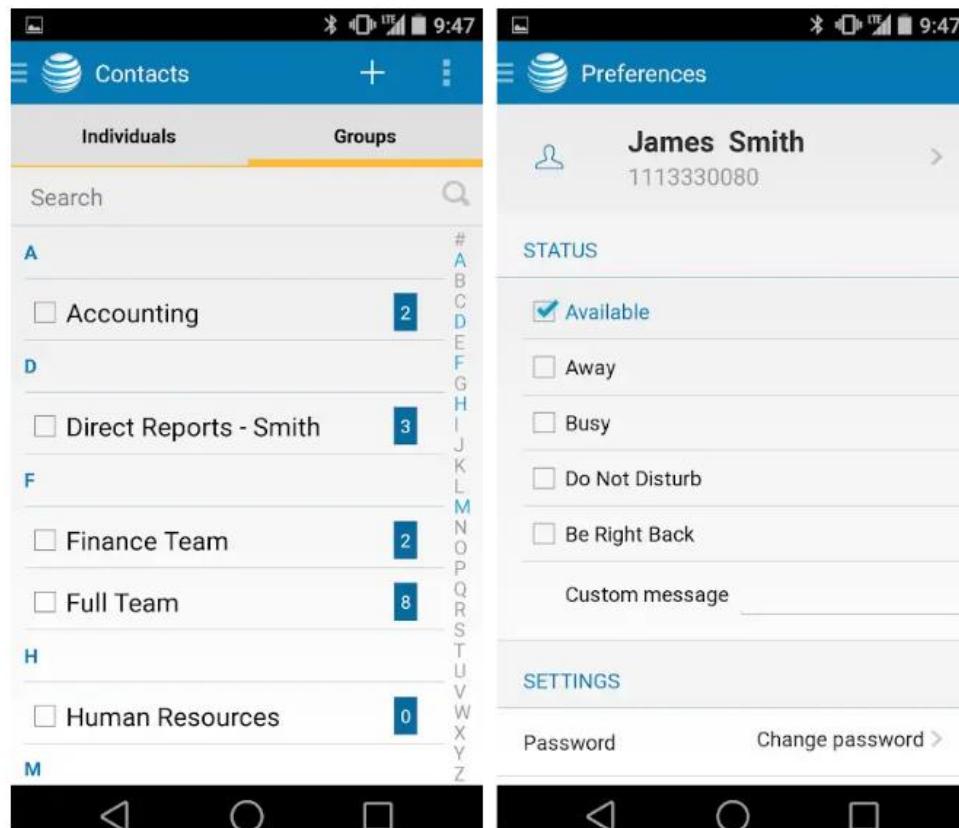 LTE 9:47
Contacts
Individuals Groups
Search
A
Accounting 2
D
Direct Reports - Smith 3
F
Finance Team 2
Full Team 8
H
Human Resources 0
M
#
A
B
C
D
E
F
G
H
I
J
K
L
M
N
O
P
Q
R
S
T
U
V
W
X
Y
Z
LTE 9:47
Preferences
James Smith
1113330080
STATUS
Available
Away
Busy
Do Not Disturb
Be Right Back
Custom message
SETTINGS
Password Change password